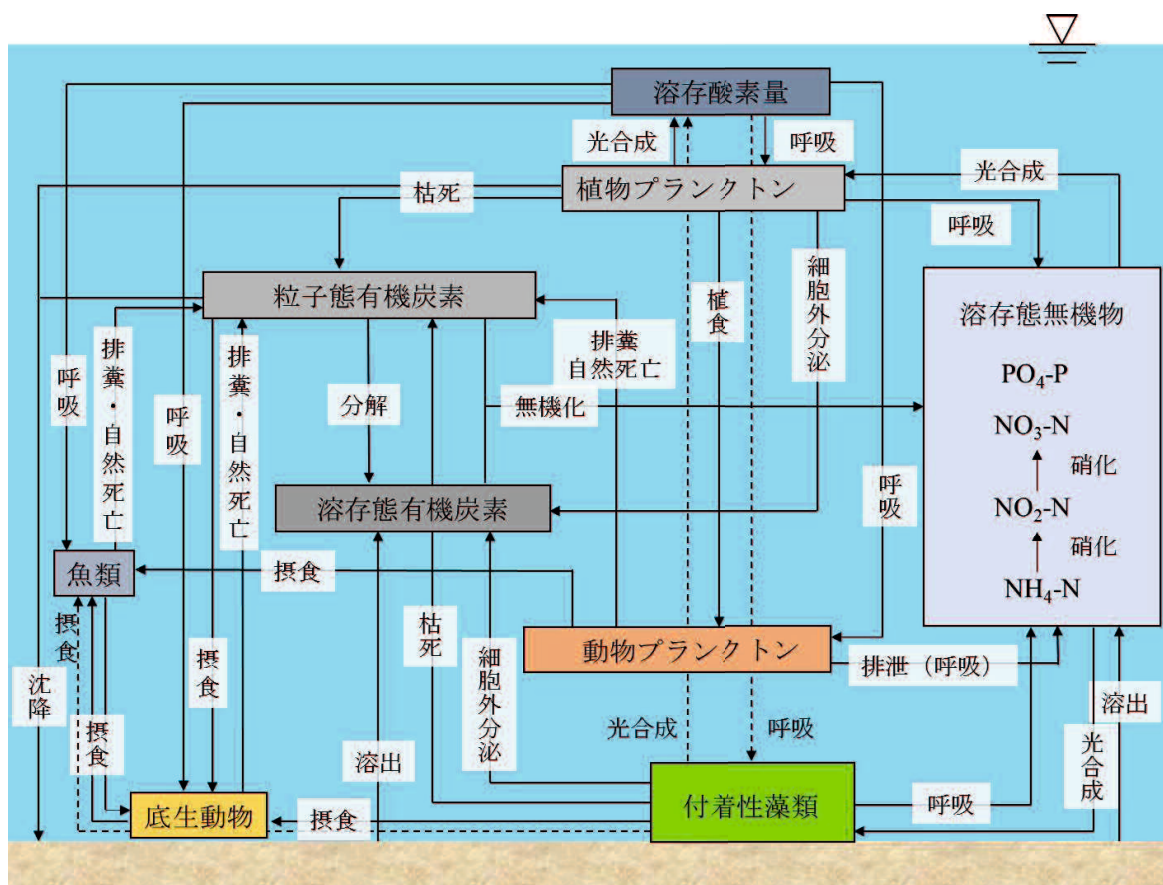 溶存酸素量
光合成
呼吸
植物プランクトン
光合成
枯死
呼吸
細胞外分泌
粒子態有機炭素
植食
溶存態無機物
排糞・自然死亡
排糞・自然死亡
排糞
自然死亡
呼吸
呼吸
分解
無機化
PO₄-P
NO₃-N
硝化
溶存態有機炭素
呼吸
NO₂-N
硝化
魚類
摂食
NH₄-N
摂食
動物プランクトン
枯死
摂食
細胞外分泌
排泄（呼吸）
沈降
摂食
溶出
光合成
呼吸
溶出
光合成
底生動物
摂食
付着性藻類
呼吸